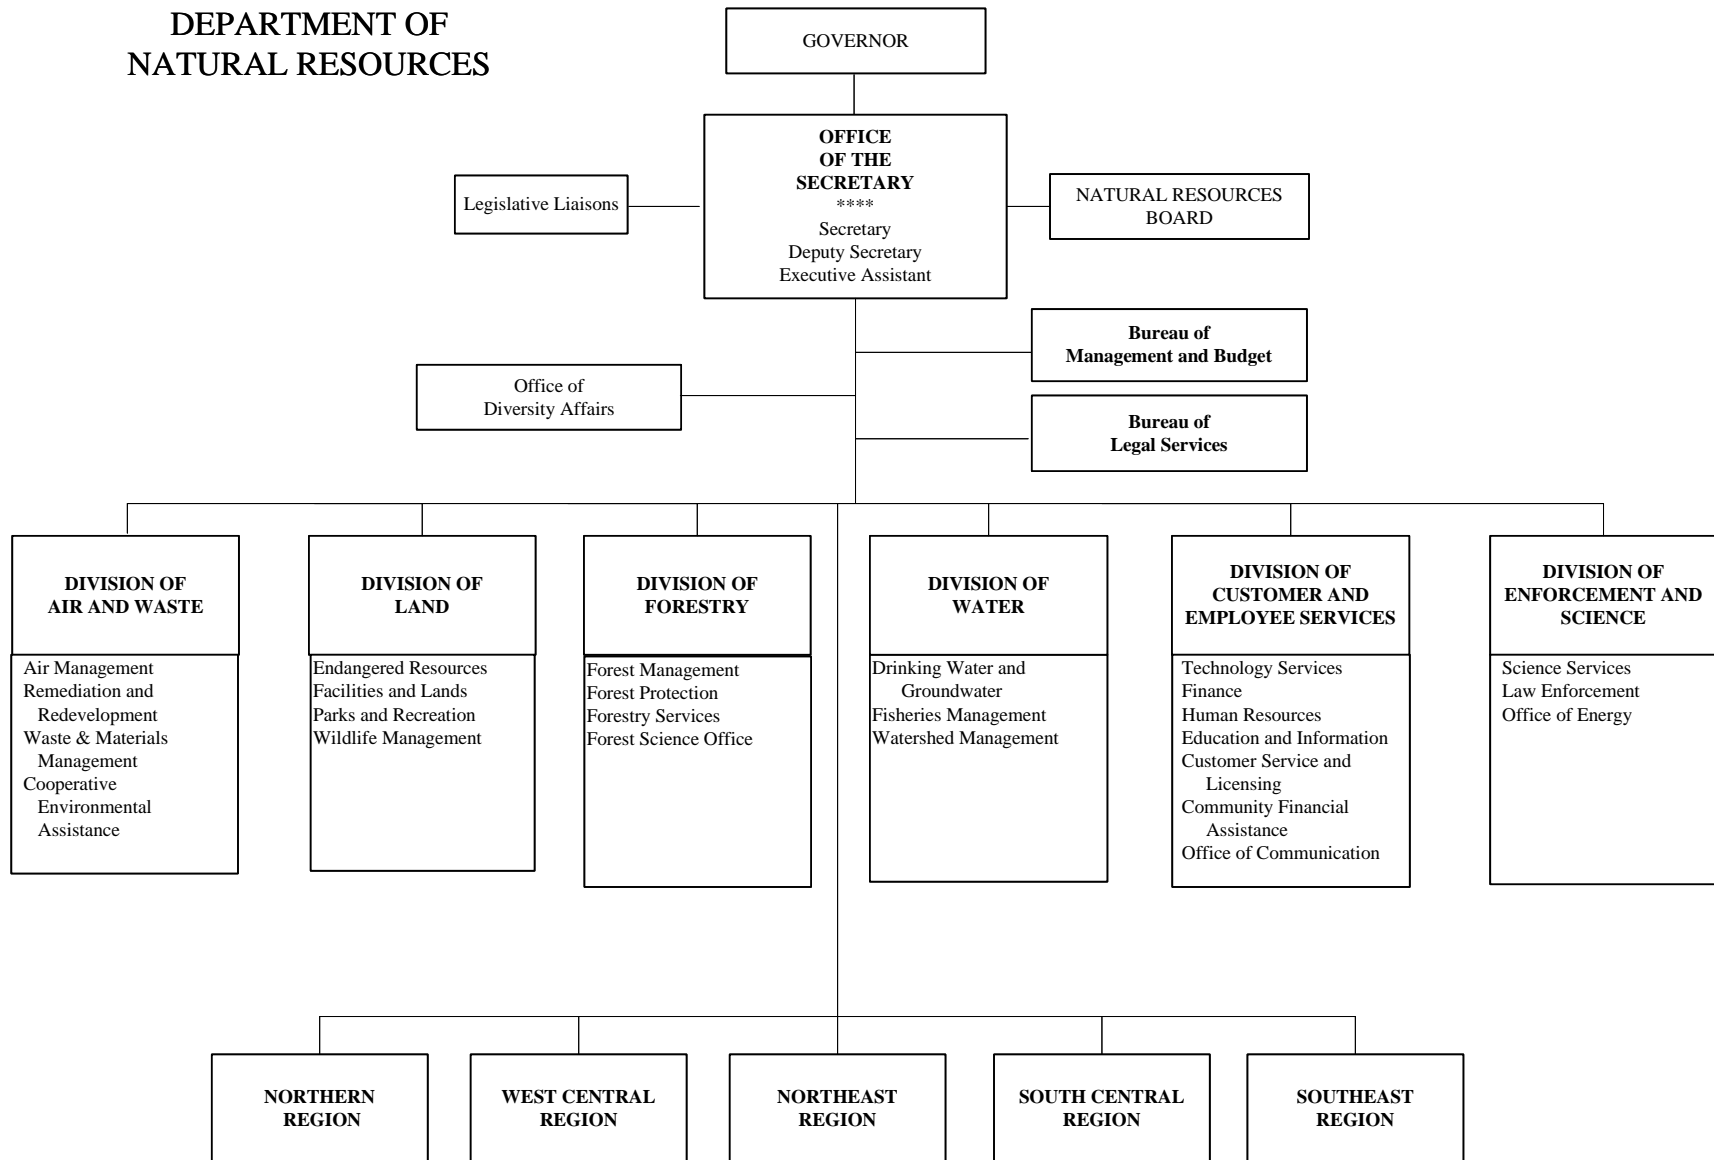 DEPARTMENT OF
NATURAL RESOURCES
GOVERNOR
OFFICE
OF THE
SECRETARY
****
Secretary
Deputy Secretary
Executive Assistant
Legislative Liaisons
NATURAL RESOURCES
BOARD
Bureau of
Management and Budget
Office of
Diversity Affairs
Bureau of
Legal Services
DIVISION OF
AIR AND WASTE
Air Management
Remediation and
Redevelopment
Waste & Materials
Management
Cooperative
Environmental
Assistance
DIVISION OF
LAND
Endangered Resources
Facilities and Lands
Parks and Recreation
Wildlife Management
DIVISION OF
FORESTRY
Forest Management
Forest Protection
Forestry Services
Forest Science Office
DIVISION OF
WATER
Drinking Water and
Groundwater
Fisheries Management
Watershed Management
DIVISION OF
CUSTOMER AND
EMPLOYEE SERVICES
Technology Services
Finance
Human Resources
Education and Information
Customer Service and
Licensing
Community Financial
Assistance
Office of Communication
DIVISION OF
ENFORCEMENT AND
SCIENCE
Science Services
Law Enforcement
Office of Energy
NORTHERN
REGION
WEST CENTRAL
REGION
NORTHEAST
REGION
SOUTH CENTRAL
REGION
SOUTHEAST
REGION